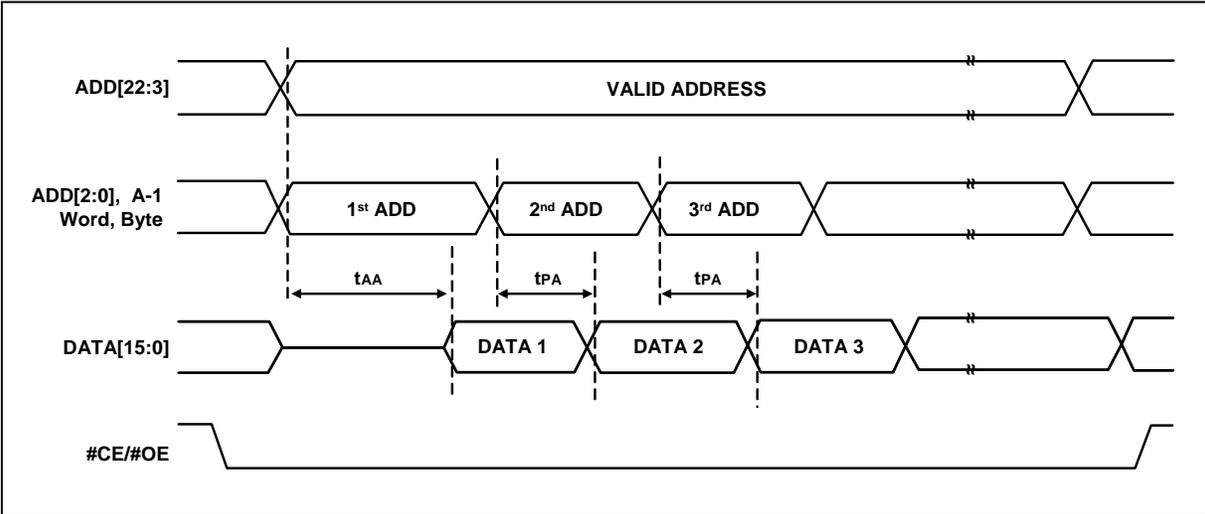 ADD[22:3]
VALID ADDRESS
ADD[2:0], A-1
Word, Byte
1st ADD
2nd ADD
3rd ADD
tAA
tPA
tPA
DATA[15:0]
DATA 1
DATA 2
DATA 3
#CE/#OE